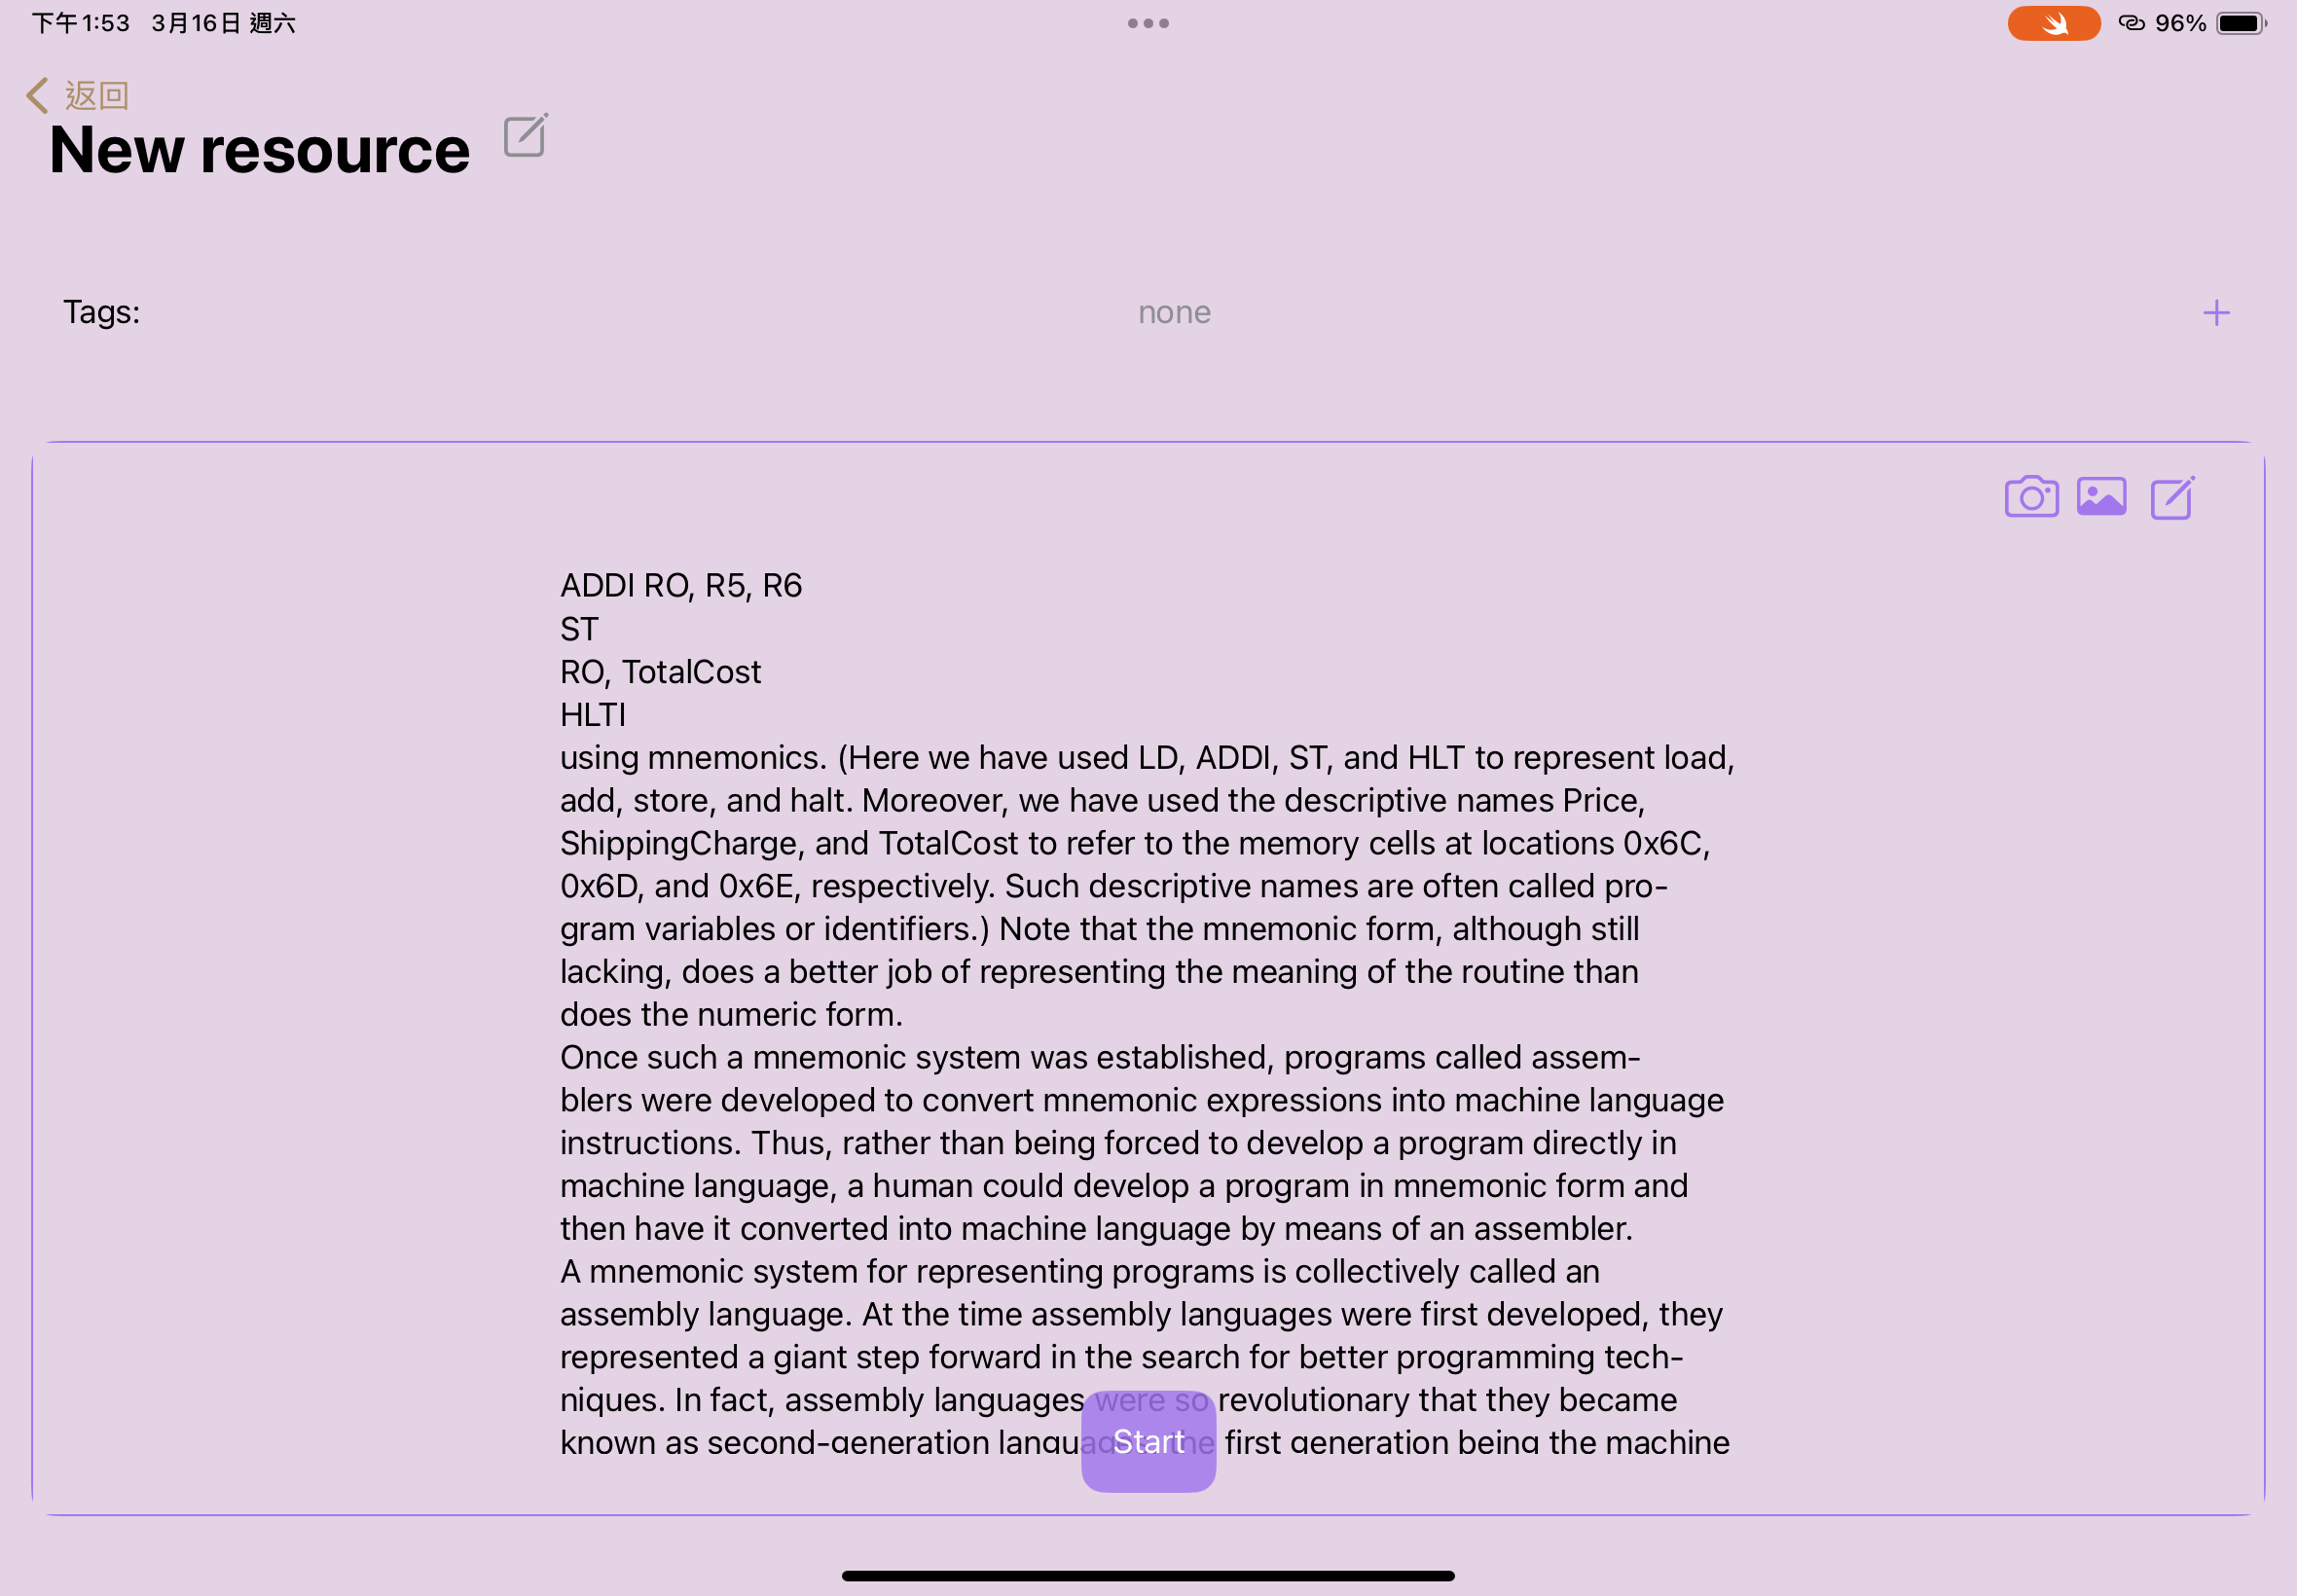 下午1:53 3月16日 週六
96%
返回
New resource
Tags:
none
ADDI RO, R5, R6
ST
RO, TotalCost
HLTI
using mnemonics. (Here we have used LD, ADDI, ST, and HLT to represent load,
add, store, and halt. Moreover, we have used the descriptive names Price,
ShippingCharge, and TotalCost to refer to the memory cells at locations 0x6C,
0x6D, and 0x6E, respectively. Such descriptive names are often called pro-
gram variables or identifiers.) Note that the mnemonic form, although still
lacking, does a better job of representing the meaning of the routine than
does the numeric form.
Once such a mnemonic system was established, programs called assem-
blers were developed to convert mnemonic expressions into machine language
instructions. Thus, rather than being forced to develop a program directly in
machine language, a human could develop a program in mnemonic form and
then have it converted into machine language by means of an assembler.
A mnemonic system for representing programs is collectively called an
assembly language. At the time assembly languages were first developed, they
represented a giant step forward in the search for better programming tech-
niques. In fact, assembly languages were so revolutionary that they became
known as second-generation the first generation being the machine
Start